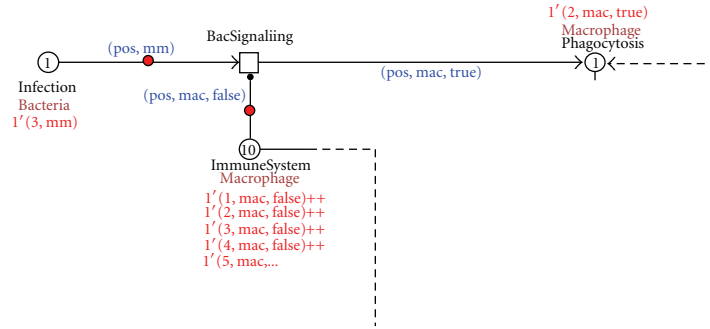 1′(2, mac, true)
BacSignaliing
Macrophage
(pos, mm)
Phagocytosis
1
1
(pos, mac, true)
Infection
(pos, mac, false)
Bacteria
1′(3, mm)
10
ImmuneSystem
Macrophage
1′(1, mac, false)++
1′(2, mac, false)++
1′(3, mac, false)++
1′(4, mac, false)++
1′(5, mac,...